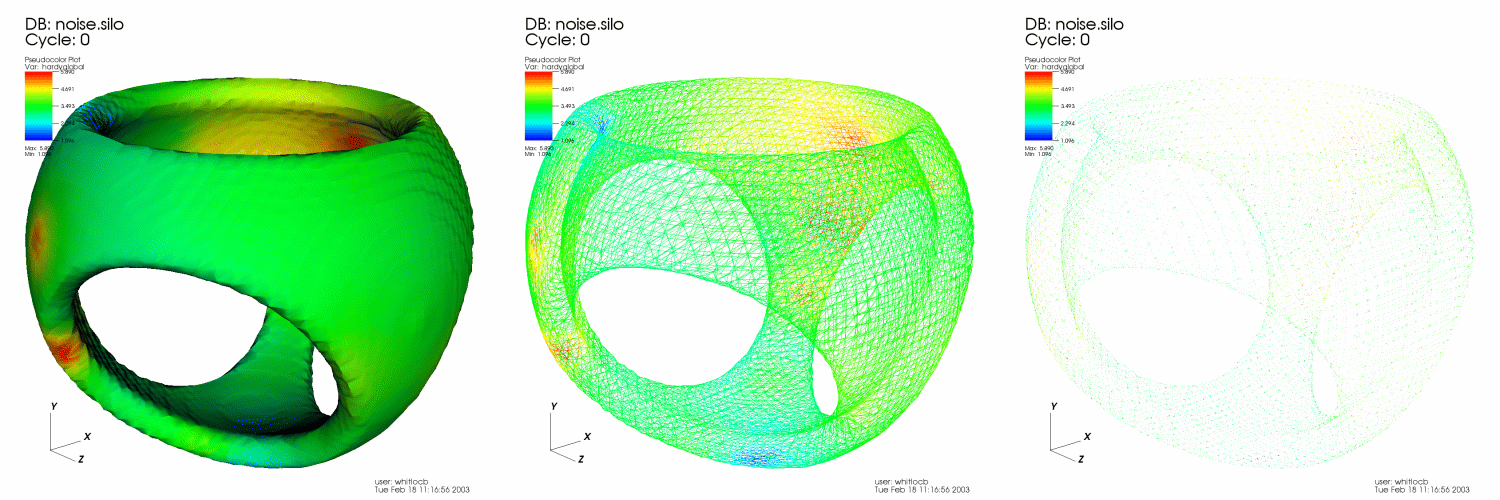 DB: noise.silo
Cycle: 0
Pseudocolor Plot
Var: hardyglobal
5.890
4.691
3.493
2.294
1.096
Max: 5.890
Min: 1.096
Y
X
Z
user: whitlocb
Tue Feb 18 11:16:56 2003
DB: noise.silo
Cycle: 0
Pseudocolor Plot
Var: hardyglobal
5.890
4.691
3.493
2.294
1.096
Max: 5.890
Min: 1.096
Y
X
Z
user: whitlocb
Tue Feb 18 11:16:56 2003
DB: noise.silo
Cycle: 0
Pseudocolor Plot
Var: hardyglobal
5.890
4.691
3.493
2.294
1.096
Max: 5.890
Min: 1.096
Y
X
Z
user: whitlocb
Tue Feb 18 11:16:56 2003